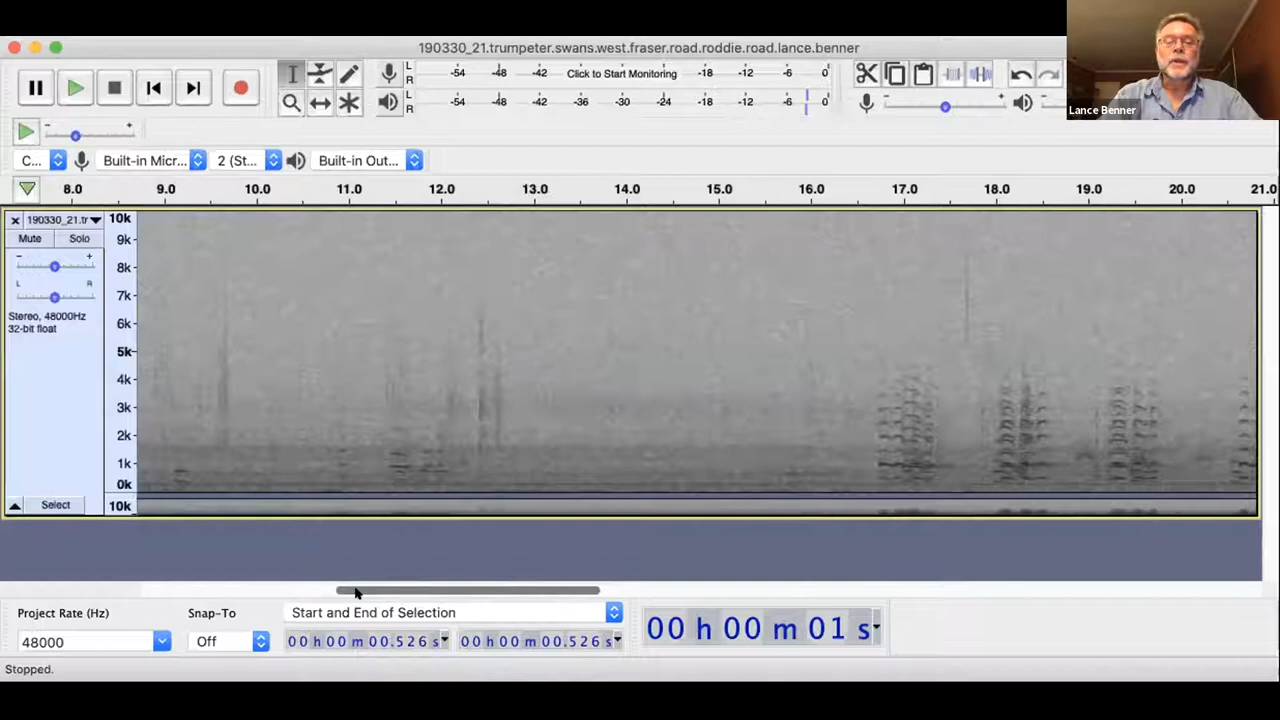 190330_21.trumpeter.swans.west.fraser.road.roddie.road.lance.benner
L
R
-54 -48 -42 Click to Start Monitoring -18 -12 -6 0
L
R
-54 -48 -42 -36 -30 -24 -18 -12 -6 0
Lance Benner
- +
- +
C... Built-in Micr... 2 (St... Built-in Out...
8.0 9.0 10.0 11.0 12.0 13.0 14.0 15.0 16.0 17.0 18.0 19.0 20.0 21.0
× 190330_21.tr
Mute Solo
- +
L R
Stereo, 48000Hz
32-bit float
Select
10k
9k
8k
7k
6k
5k
4k
3k
2k
1k
0k
10k
Project Rate (Hz) Snap-To Start and End of Selection
48000 Off 00 h 00 m 00.526 s 00 h 00 m 00.526 s
00 h 00 m 01 s
Stopped.